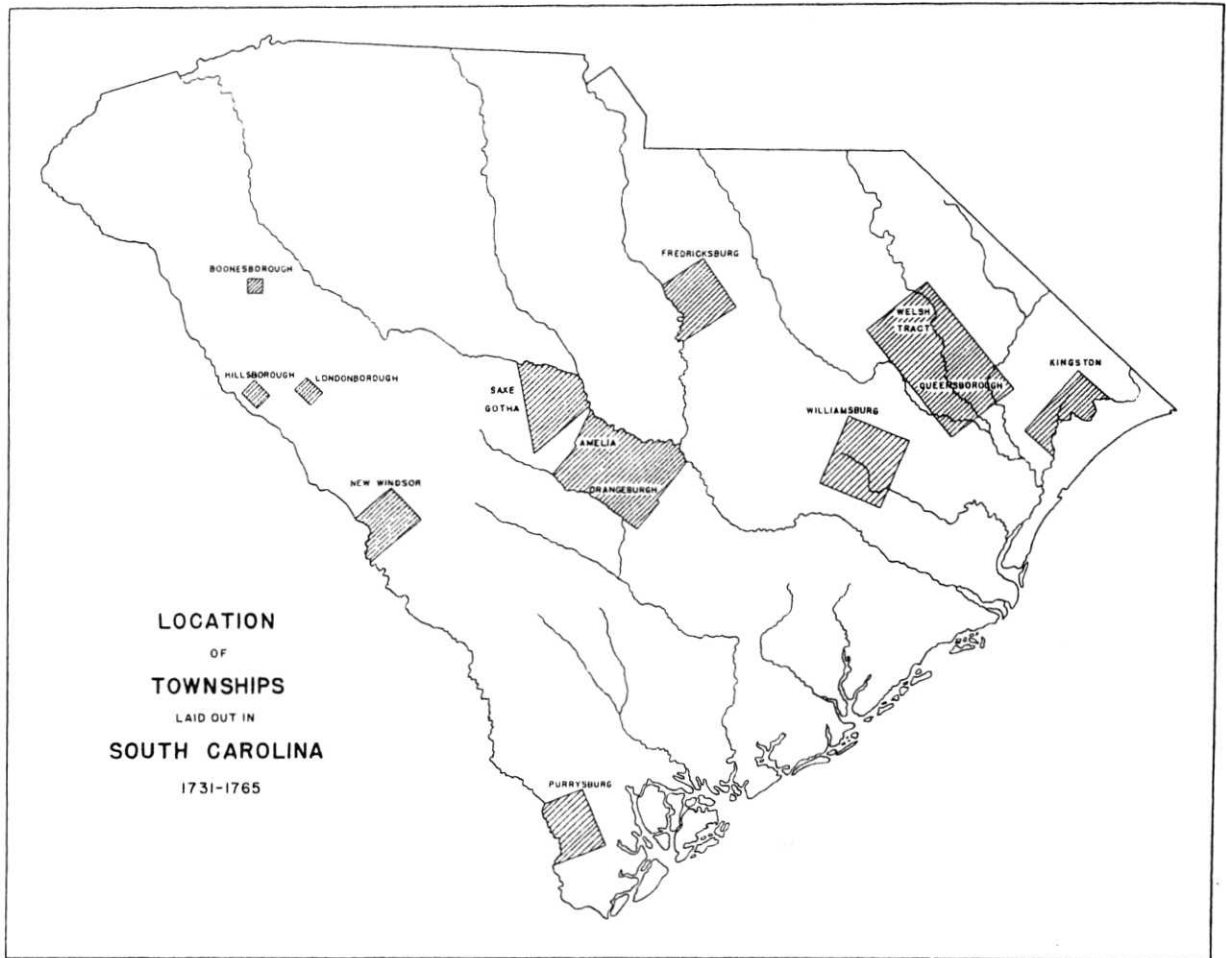 FREDRICKSBURG
BOONESBOROUGH
WELSH
TRACT
KINGSTON
HILLSBOROUGH
LONDONBOROUGH
SAXE
GOTHA
QUEERSBOROUGH
WILLIAMSBURG
AMELIA
NEW WINDSOR
ORANGEBURGH
LOCATION
OF
TOWNSHIPS
LAID OUT IN
SOUTH CAROLINA
1731-1765
PURRYSBURG